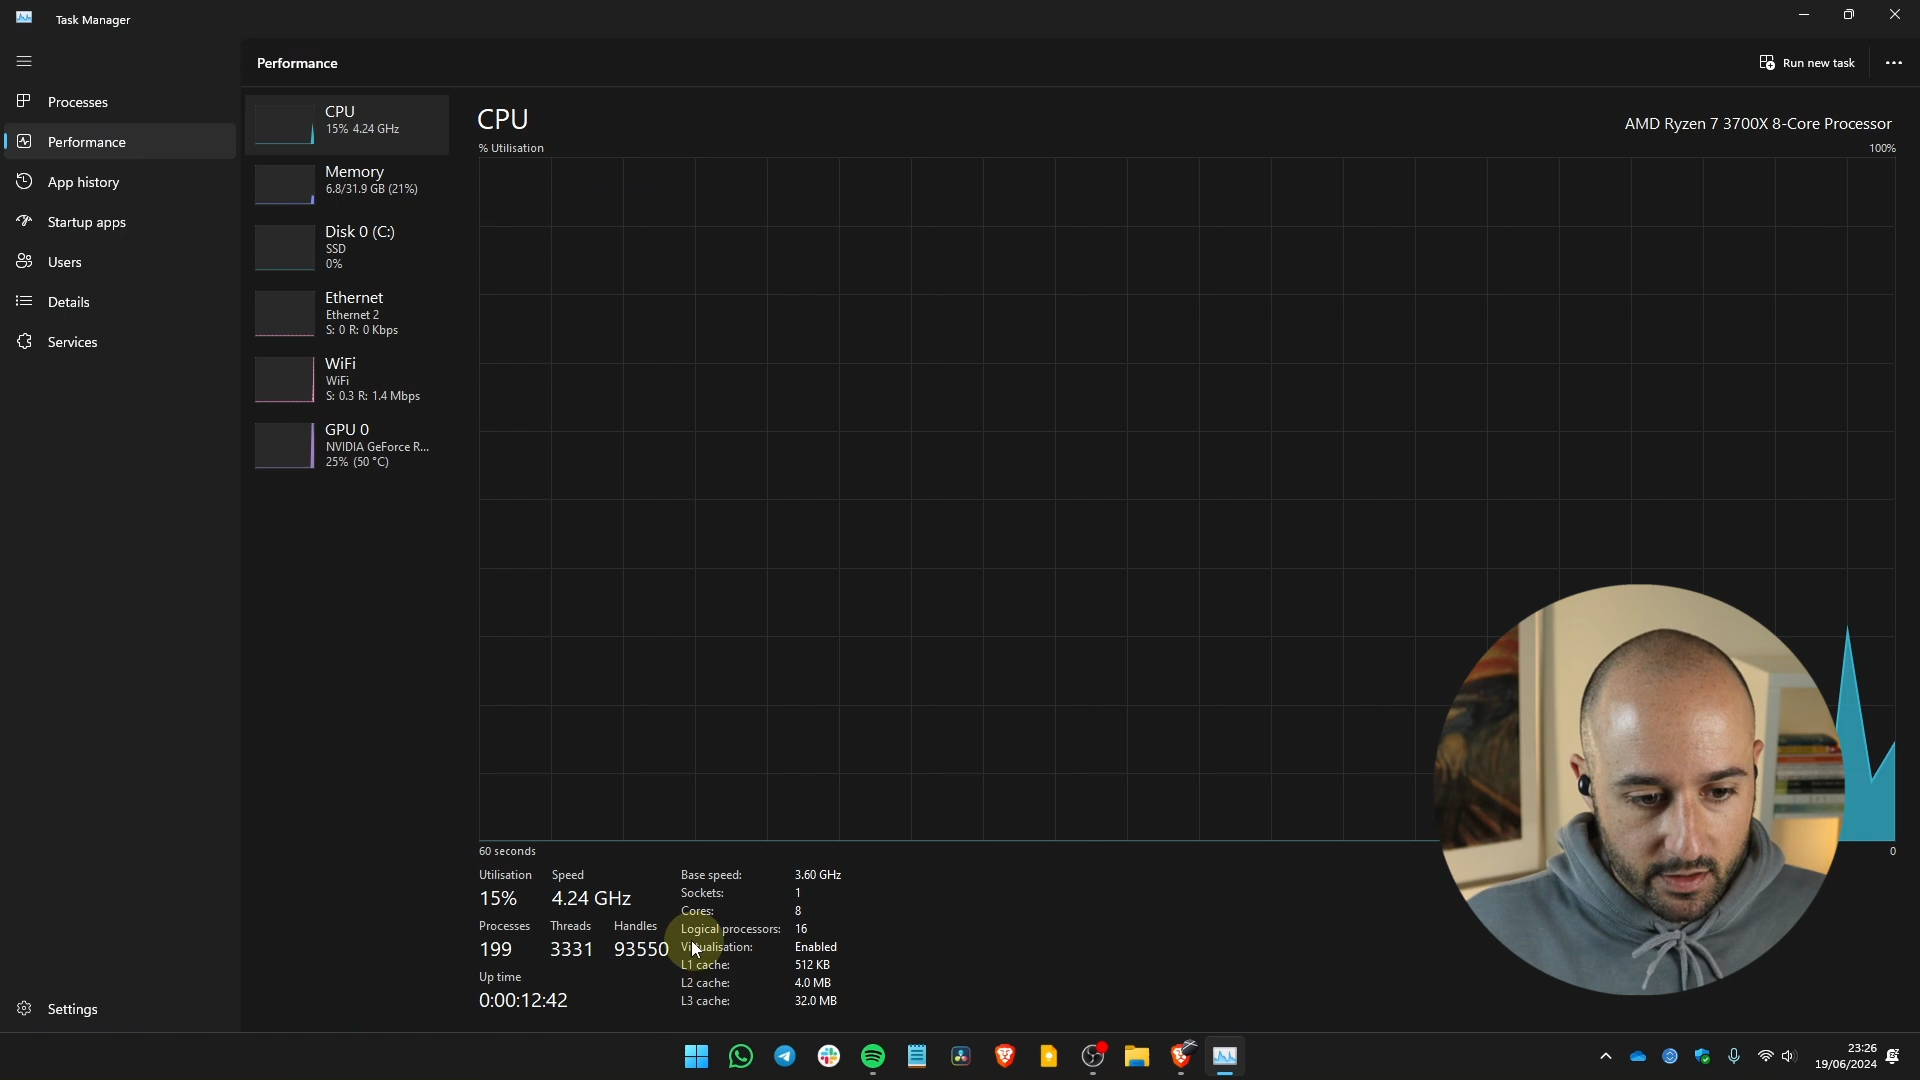 Task Manager
Performance
Run new task
Processes
Performance
App history
Startup apps
Users
Details
Services
Settings
CPU
15% 4.24 GHz
Memory
6.8/31.9 GB (21%)
Disk 0 (C:)
SSD
0%
Ethernet
Ethernet 2
S: 0 R: 0 Kbps
WiFi
WiFi
S: 0.3 R: 1.4 Mbps
GPU 0
NVIDIA GeForce R...
25% (50 °C)
CPU
AMD Ryzen 7 3700X 8-Core Processor
% Utilisation
100%
60 seconds
0
Utilisation
Speed
15%
4.24 GHz
Processes
Threads
Handles
199
3331
93550
Up time
0:00:12:42
Base speed: 3.60 GHz
Sockets: 1
Cores: 8
Logical processors: 16
Virtualisation: Enabled
L1 cache: 512 KB
L2 cache: 4.0 MB
L3 cache: 32.0 MB
23:26
19/06/2024